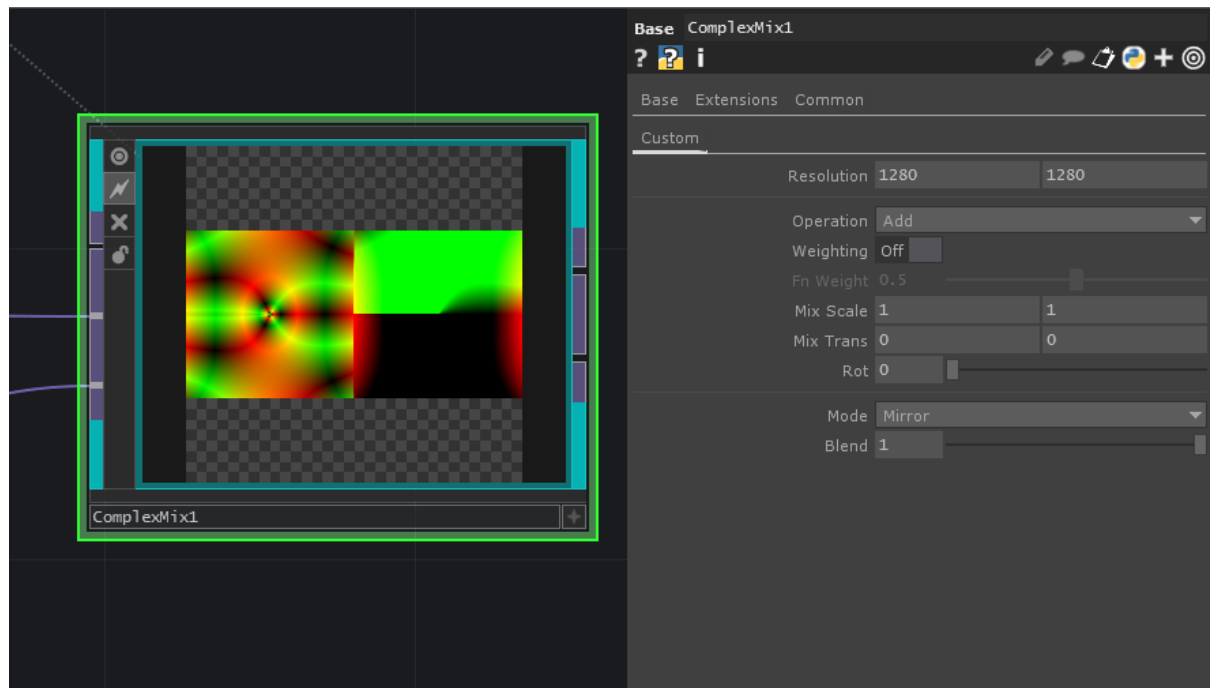 Base ComplexMix1
? ? i
Base Extensions Common
Custom
Resolution 1280 1280
Operation Add
Weighting Off
Fn Weight 0.5
Mix Scale 1 1
Mix Trans 0 0
Rot 0
Mode Mirror
Blend 1
ComplexMix1